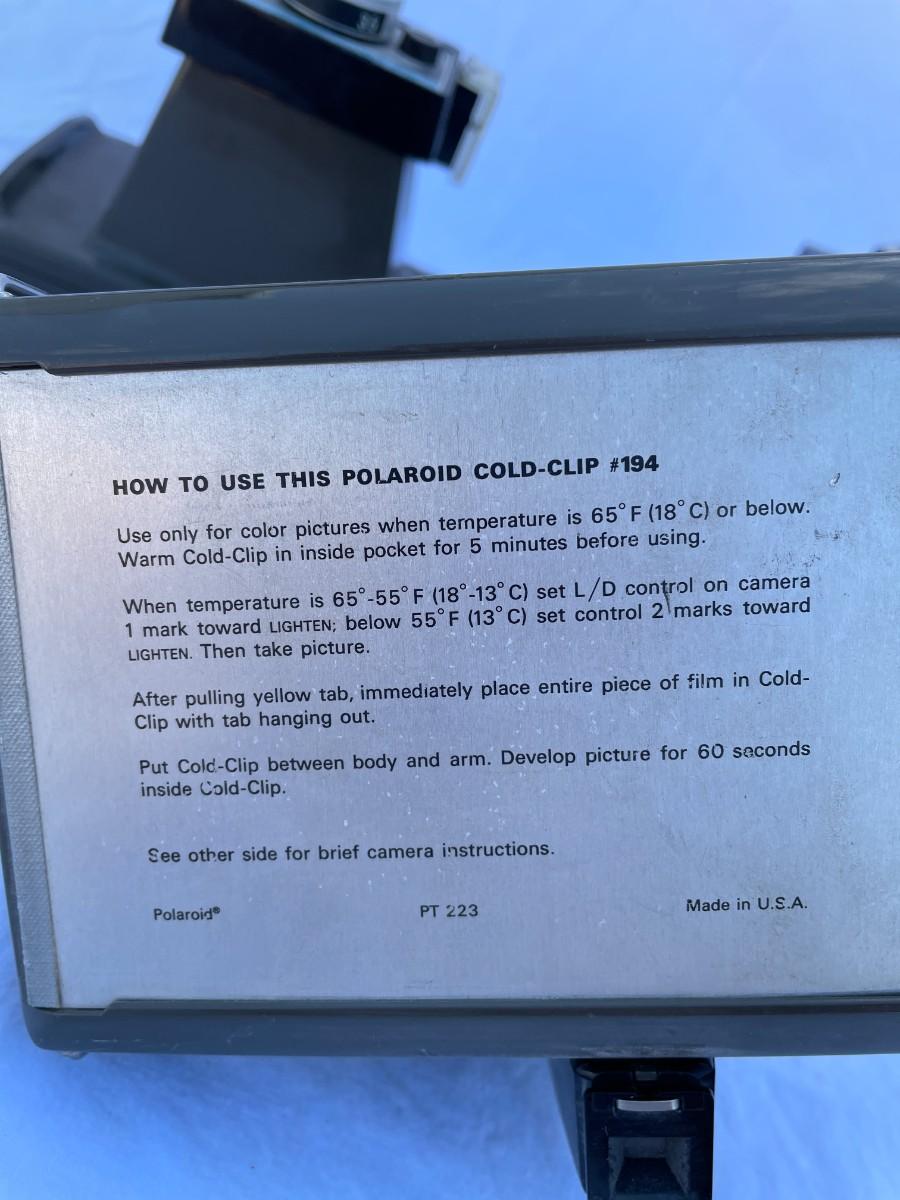 HOW TO USE THIS POLAROID COLD-CLIP #194
Use only for color pictures when temperature is 65°F (18°C) or below.
Warm Cold-Clip in inside pocket for 5 minutes before using.
When temperature is 65°-55°F (18°-13°C) set L/D control on camera
1 mark toward LIGHTEN; below 55°F (13°C) set control 2 marks toward
LIGHTEN. Then take picture.
After pulling yellow tab, immediately place entire piece of film in Cold-
Clip with tab hanging out.
Put Cold-Clip between body and arm. Develop picture for 60 seconds
inside Cold-Clip.
See other side for brief camera instructions.
Polaroid® PT 223 Made in U.S.A.